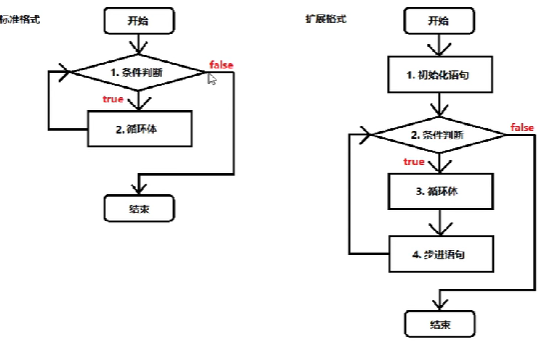 标准格式
开始
1. 条件判断
false
true
2. 循环体
结束
扩展格式
开始
1. 初始化语句
2. 条件判断
false
true
3. 循环体
4. 步进语句
结束